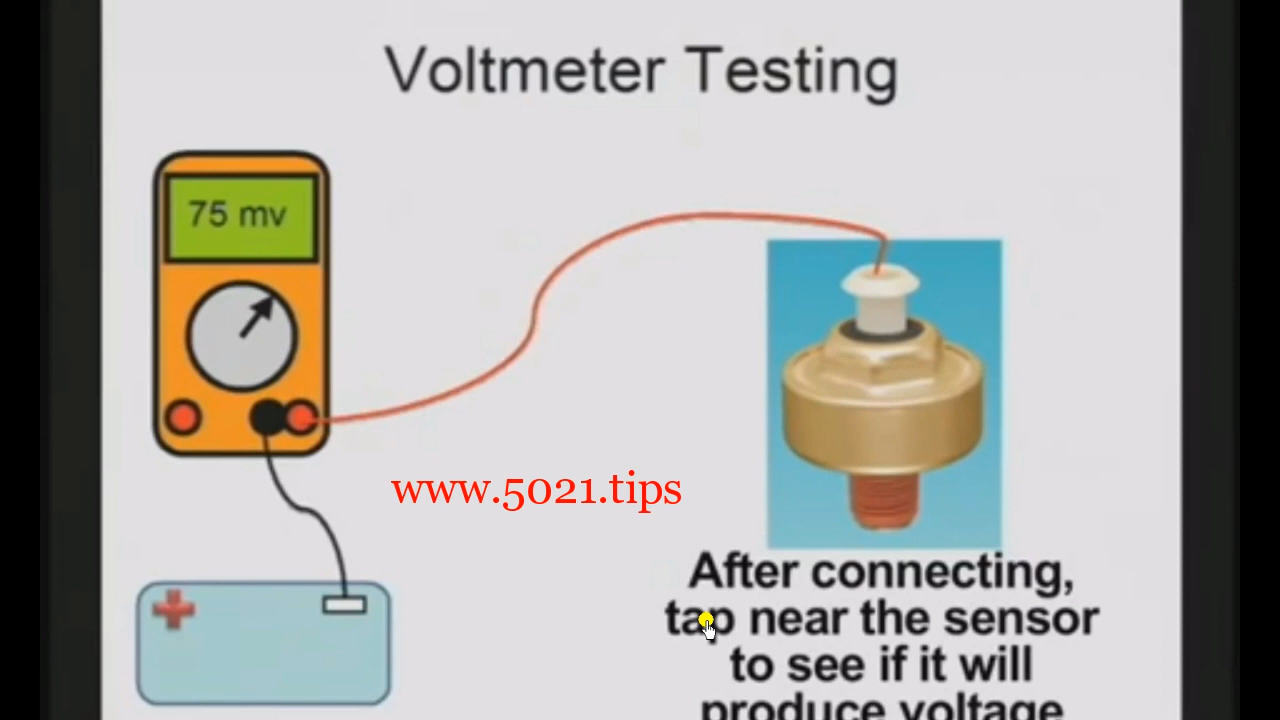 Voltmeter Testing
75 mv
www.5021.tips
After connecting,
tap near the sensor
to see if it will
produce voltage